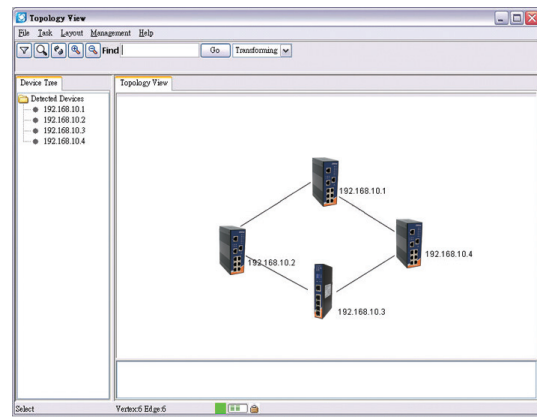 Topology View
File Task Layout Management Help
Find Go Transforming
Device Tree
Topology View
Detected Devices
192.168.10.1
192.168.10.2
192.168.10.3
192.168.10.4
192.168.10.1
192.168.10.2
192.168.10.4
192.168.10.3
Select Vertex:6 Edge:6